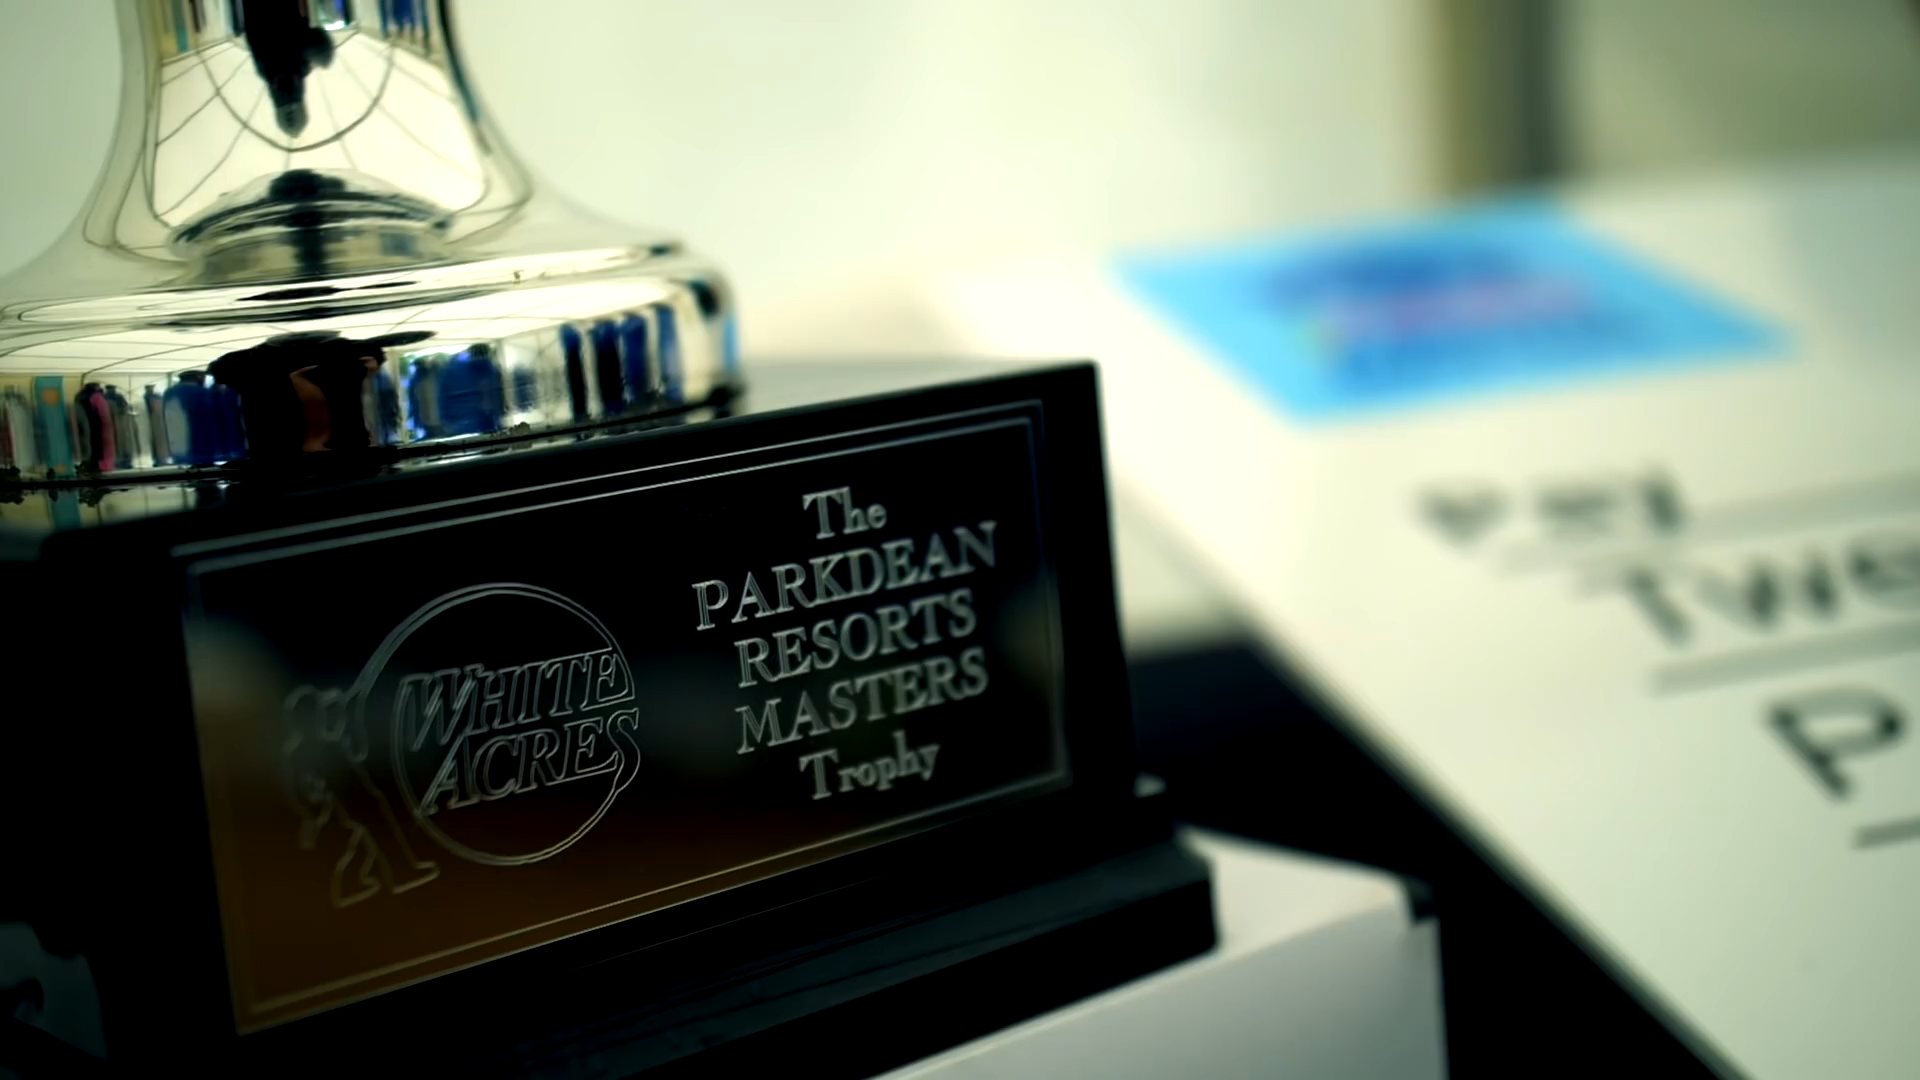 WHITE
ACRES
The
PARKDEAN
RESORTS
MASTERS
Trophy